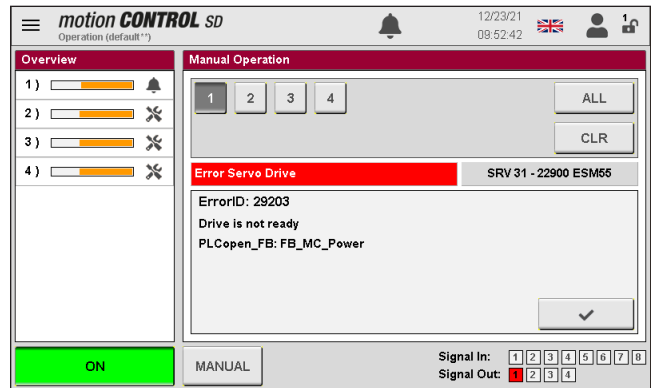 motion CONTROL SD
Operation (default**)
12/23/21
09:52:42
1
Overview
1)
2)
3)
4)
Manual Operation
1 2 3 4
ALL
CLR
Error Servo Drive
SRV 31 - 22900 ESM55
ErrorID: 29203
Drive is not ready
PLCopen_FB: FB_MC_Power
ON
MANUAL
Signal In: 1 2 3 4 5 6 7 8
Signal Out: 1 2 3 4